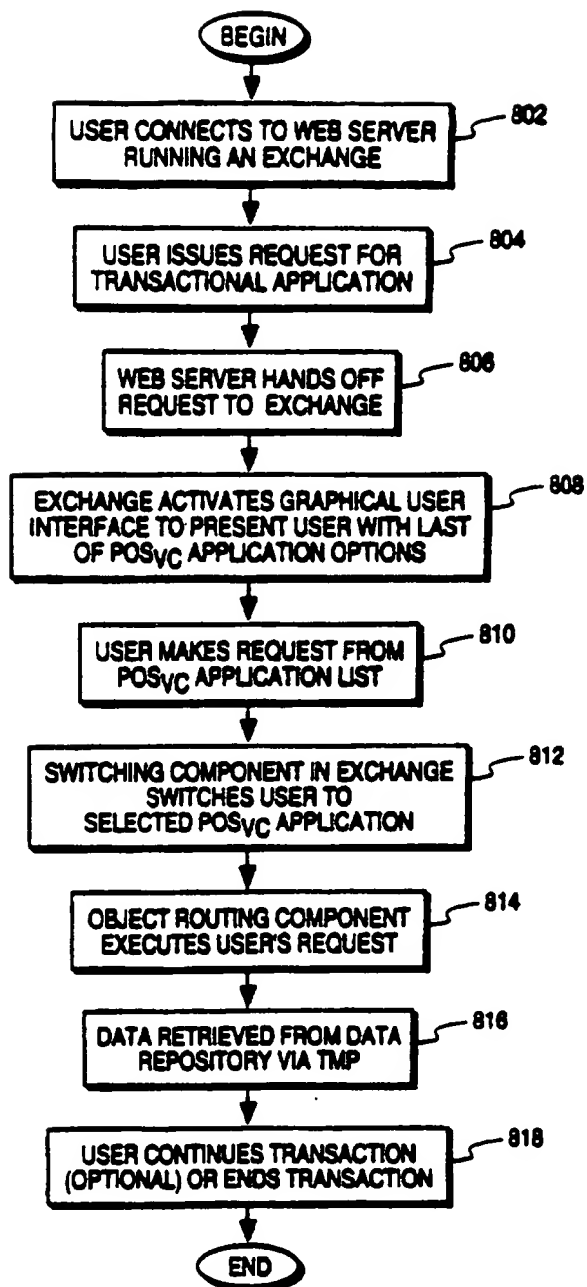 BEGIN
USER CONNECTS TO WEB SERVER
RUNNING AN EXCHANGE
802
USER ISSUES REQUEST FOR
TRANSACTIONAL APPLICATION
804
WEB SERVER HANDS OFF
REQUEST TO EXCHANGE
806
EXCHANGE ACTIVATES GRAPHICAL USER
INTERFACE TO PRESENT USER WITH LAST
OF POSVC APPLICATION OPTIONS
808
USER MAKES REQUEST FROM
POSVC APPLICATION LIST
810
SWITCHING COMPONENT IN EXCHANGE
SWITCHES USER TO
SELECTED POSVC APPLICATION
812
OBJECT ROUTING COMPONENT
EXECUTES USER'S REQUEST
814
DATA RETRIEVED FROM DATA
REPOSITORY VIA TMP
816
USER CONTINUES TRANSACTION
(OPTIONAL) OR ENDS TRANSACTION
818
END